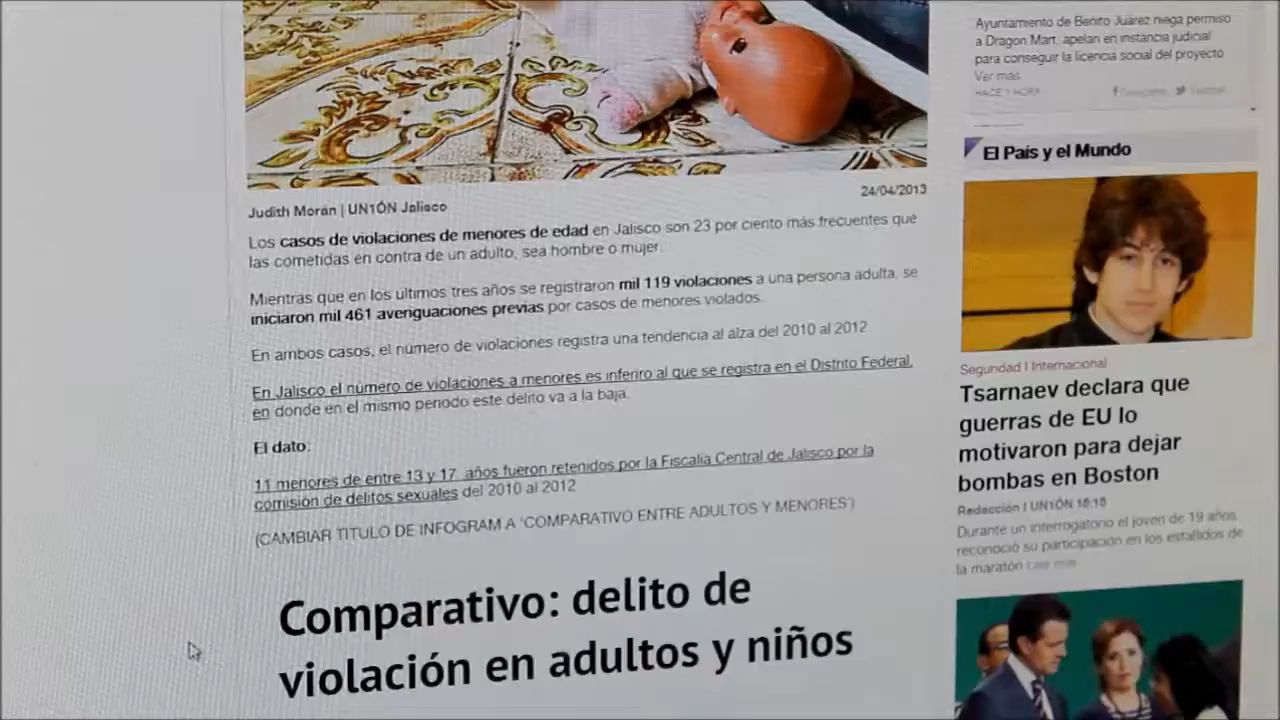 Judith Morán | UN1ÓN Jalisco
24/04/2013
Los casos de violaciones de menores de edad en Jalisco son 23 por ciento más frecuentes que
las cometidas en contra de un adulto, sea hombre o mujer.
Mientras que en los últimos tres años se registraron mil 119 violaciones a una persona adulta, se
iniciaron mil 461 averiguaciones previas por casos de menores violados.
En ambos casos, el número de violaciones registra una tendencia al alza del 2010 al 2012
En Jalisco el número de violaciones a menores es inferiro al que se registra en el Distrito Federal,
en donde en el mismo periodo este delito va a la baja.
El dato:
11 menores de entre 13 y 17 años fueron retenidos por la Fiscalía Central de Jalisco por la
comisión de delitos sexuales del 2010 al 2012
(CAMBIAR TITULO DE INFOGRAM A 'COMPARATIVO ENTRE ADULTOS Y MENORES')
Comparativo: delito de
violación en adultos y niños
Ayuntamiento de Benito Juárez niega permiso
a Dragon Mart, apelan en instancia judicial
para conseguir la licencia social del proyecto
Ver más
HACE 1 HORA
El País y el Mundo
Seguridad | Internacional
Tsarnaev declara que
guerras de EU lo
motivaron para dejar
bombas en Boston
Redacción | UN1ÓN 18:18
Durante un interrogatorio el joven de 19 años,
reconoció su participación en los estallidos de
la maratón Leer más